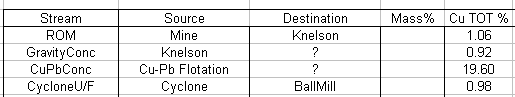 Stream Source Destination Mass% Cu TOT %
ROM Mine Knelson 1.06
GravityConc Knelson ? 0.92
CuPbConc Cu-Pb Flotation ? 19.60
CycloneU/F Cyclone BallMill 0.98